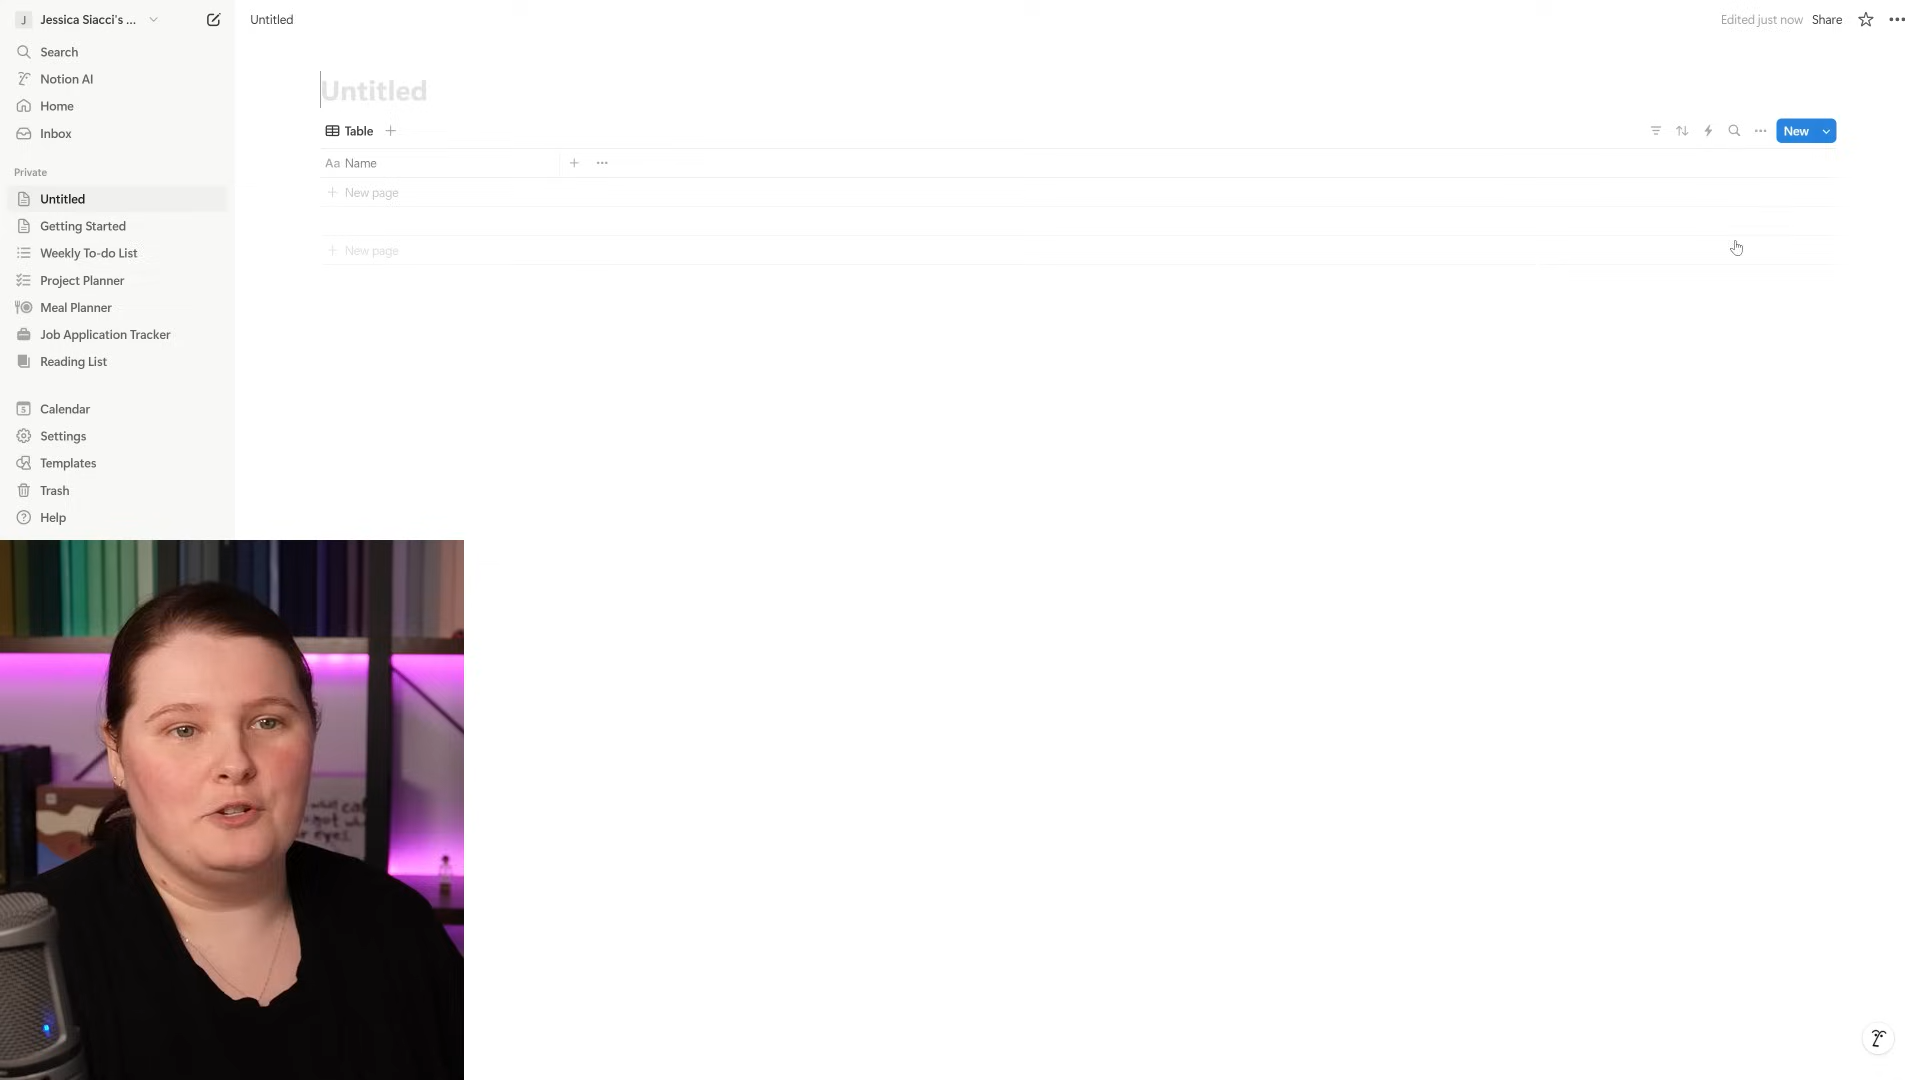 J Jessica Siacci's ...
Untitled
Edited just now Share
Search
Notion AI
Home
Inbox
Private
Untitled
Getting Started
Weekly To-do List
Project Planner
Meal Planner
Job Application Tracker
Reading List
Calendar
Settings
Templates
Trash
Help
Untitled
Table
New
Aa Name
New page
New page